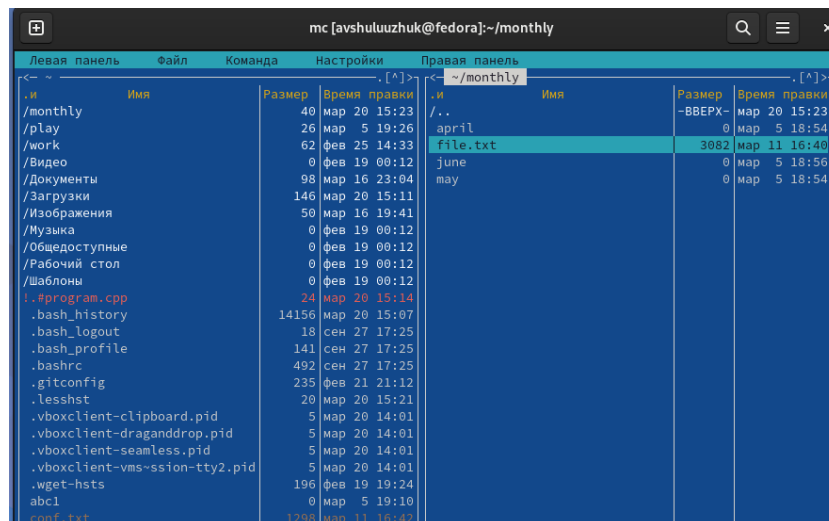 mc [avshuluuzhuk@fedora]:~/monthly
Левая панель Файл Команда Настройки Правая панель
<— ~ .[^]> <— ~/monthly .[^]>
.и Имя Размер Время правки .и Имя Размер Время правки
/monthly 40 мар 20 15:23 /.. -ВВЕРХ- мар 20 15:23
/play 26 мар 5 19:26 april 0 мар 5 18:54
/work 62 фев 25 14:33 file.txt 3082 мар 11 16:40
/Видео 0 фев 19 00:12 june 0 мар 5 18:56
/Документы 98 мар 16 23:04 may 0 мар 5 18:54
/Загрузки 146 мар 20 15:11
/Изображения 50 мар 16 19:41
/Музыка 0 фев 19 00:12
/Общедоступные 0 фев 19 00:12
/Рабочий стол 0 фев 19 00:12
/Шаблоны 0 фев 19 00:12
!.#program.cpp 24 мар 20 15:14
.bash_history 14156 мар 20 15:07
.bash_logout 18 сен 27 17:25
.bash_profile 141 сен 27 17:25
.bashrc 492 сен 27 17:25
.gitconfig 235 фев 21 21:12
.lesshst 20 мар 20 15:21
.vboxclient-clipboard.pid 5 мар 20 14:01
.vboxclient-draganddrop.pid 5 мар 20 14:01
.vboxclient-seamless.pid 5 мар 20 14:01
.vboxclient-vms~ssion-tty2.pid 5 мар 20 14:01
.wget-hsts 196 фев 19 19:24
abc1 0 мар 5 19:10
conf.txt 1298 мар 11 16:42